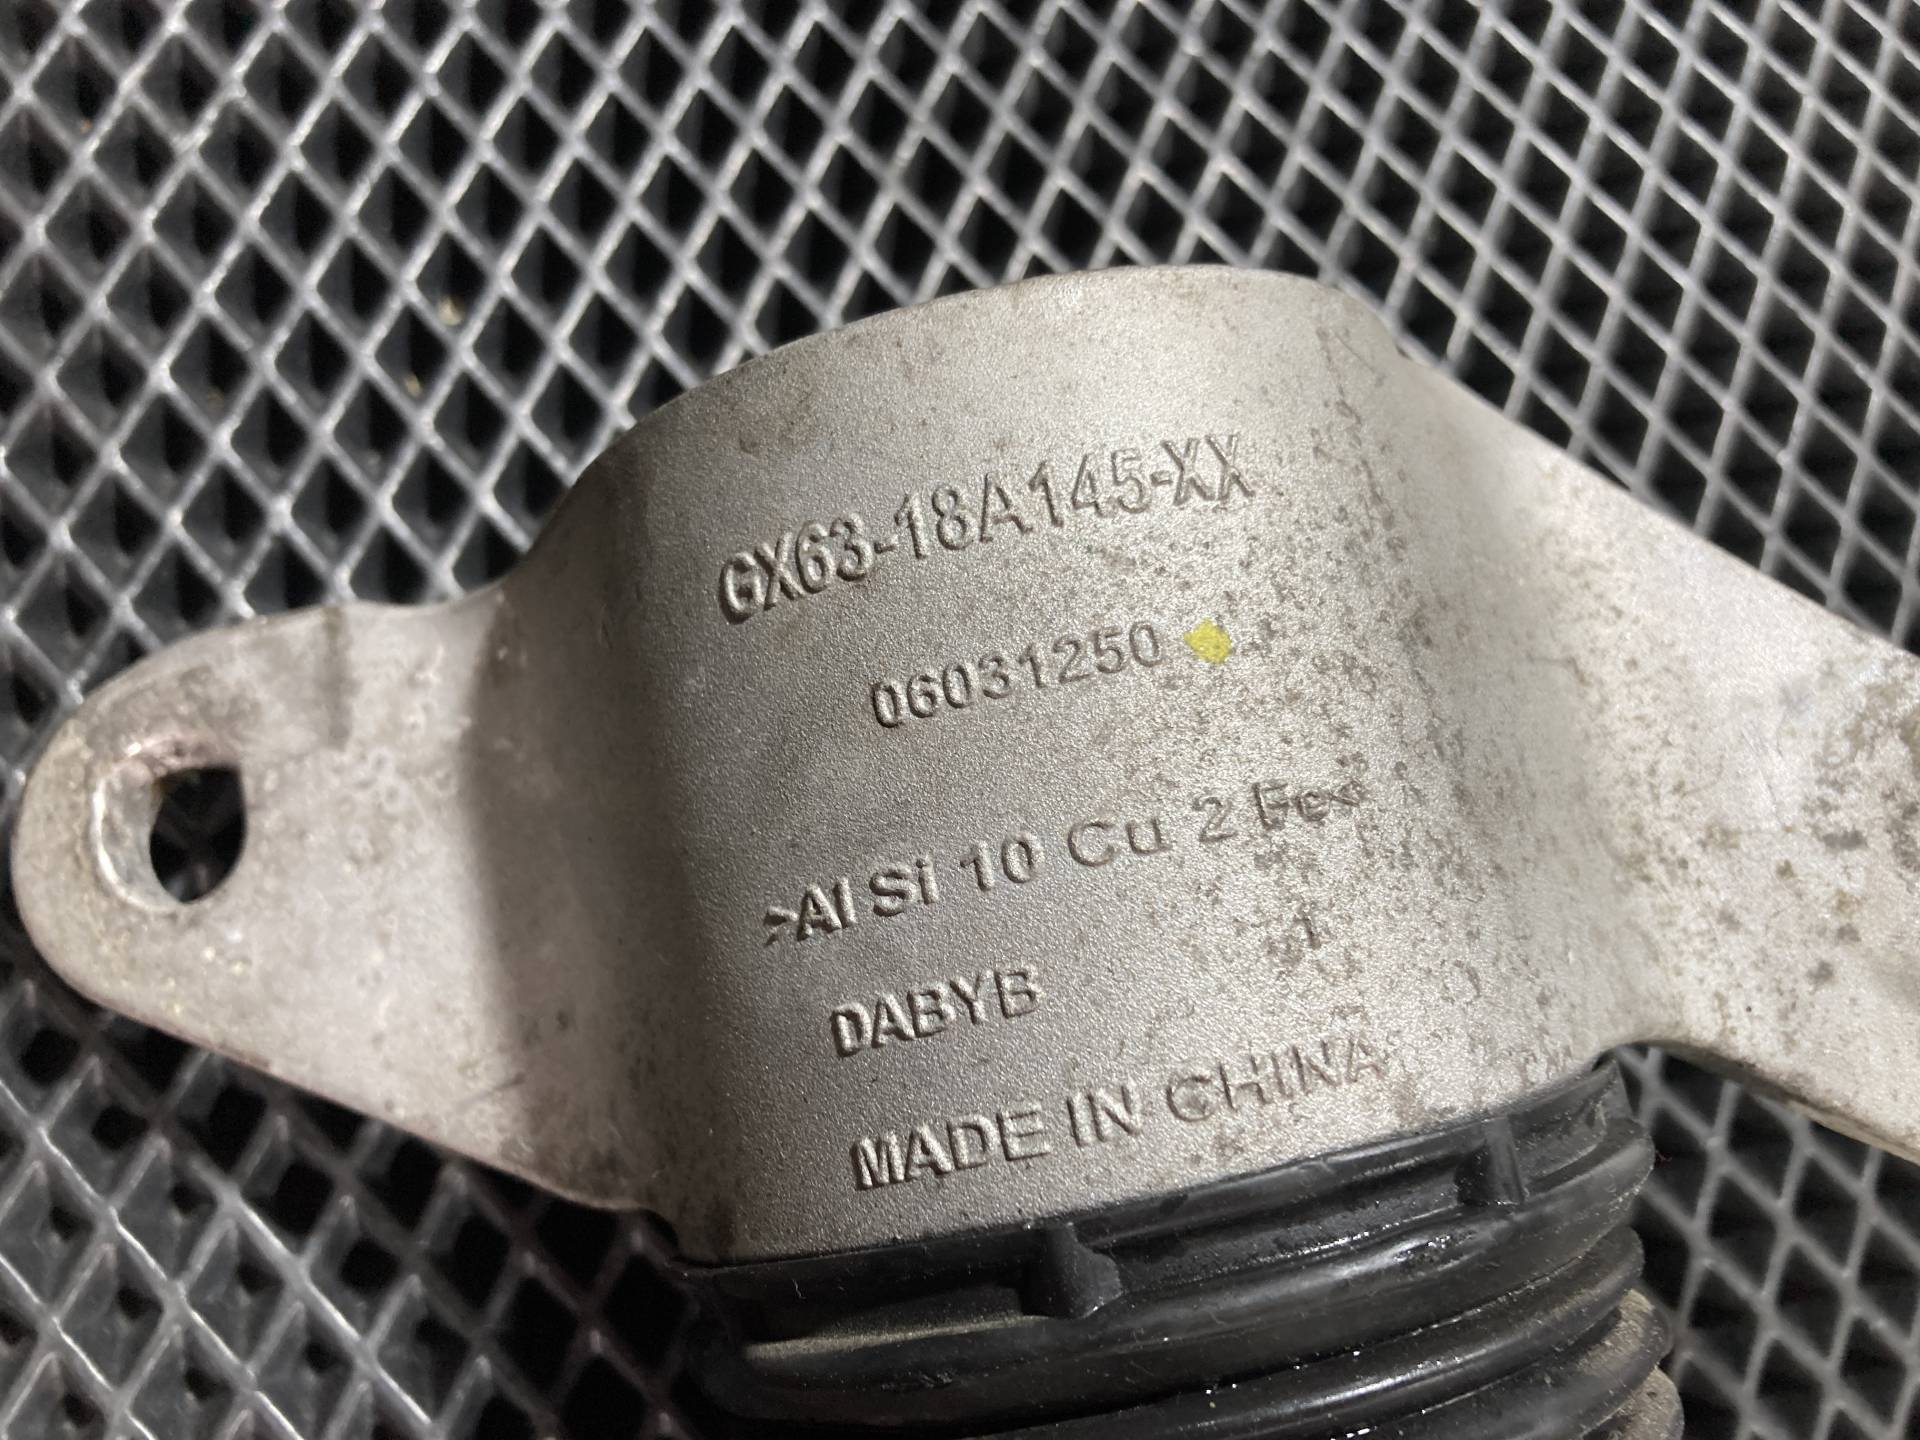 GX63-18A145-XX
06031250
>Al Si 10 Cu 2 Fe<
1
DABYB
MADE IN CHINA